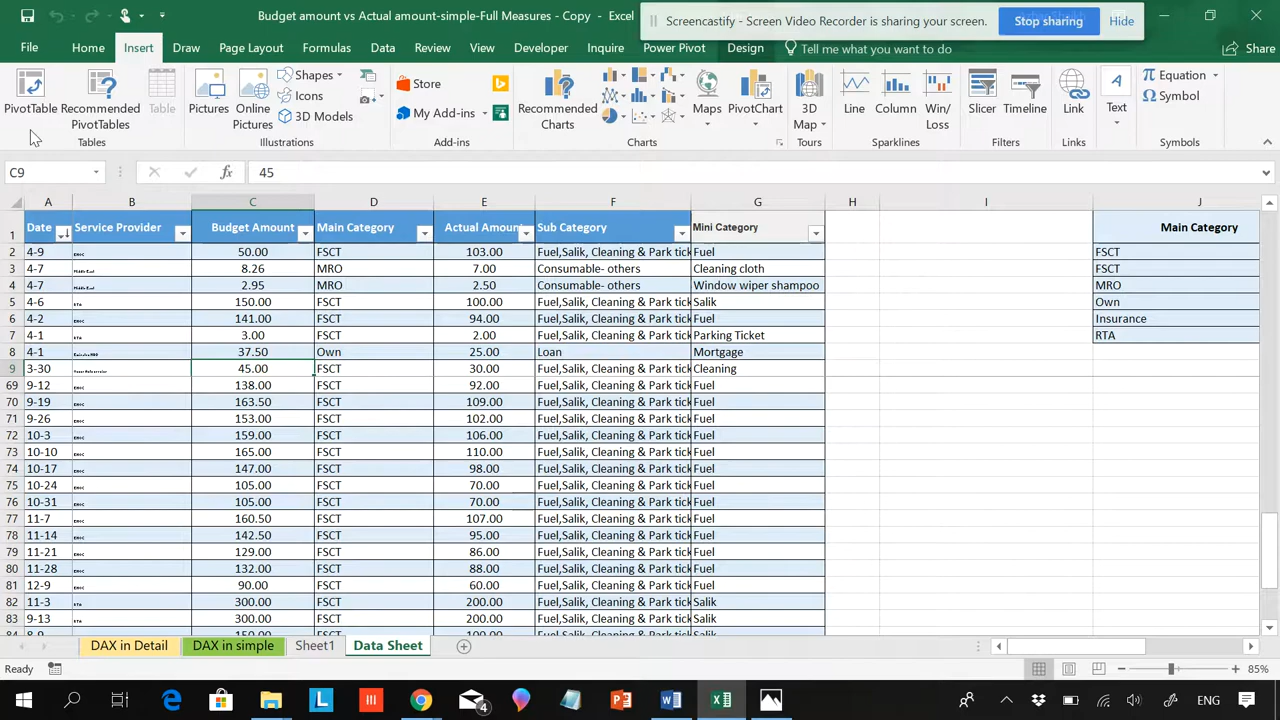 Budget amount vs Actual amount-simple-Full Measures - Copy - Excel
Screencastify - Screen Video Recorder is sharing your screen. Stop sharing Hide
File Home Insert Draw Page Layout Formulas Data Review View Developer Inquire Power Pivot Design Tell me what you want to do Share
PivotTable Recommended PivotTables Table
Tables
Pictures Online Pictures Shapes Icons 3D Models
Illustrations
Store
My Add-ins
Add-ins
Recommended Charts Maps PivotChart
Charts
3D Map
Tours
Line Column Win/Loss
Sparklines
Slicer Timeline
Filters
Link
Links
A
Text
Equation
Symbol
Symbols
C9 fx 45
A B C D E F G H I J
1 Date Service Provider Budget Amount Main Category Actual Amount Sub Category Mini Category Main Category
2 4-9 50.00 FSCT 103.00 Fuel,Salik, Cleaning & Park tick Fuel FSCT
3 4-7 8.26 MRO 7.00 Consumable- others Cleaning cloth FSCT
4 4-7 2.95 MRO 2.50 Consumable- others Window wiper shampoo MRO
5 4-6 150.00 FSCT 100.00 Fuel,Salik, Cleaning & Park tick Salik Own
6 4-2 141.00 FSCT 94.00 Fuel,Salik, Cleaning & Park tick Fuel Insurance
7 4-1 3.00 FSCT 2.00 Fuel,Salik, Cleaning & Park tick Parking Ticket RTA
8 4-1 37.50 Own 25.00 Loan Mortgage
9 3-30 45.00 FSCT 30.00 Fuel,Salik, Cleaning & Park tick Cleaning
69 9-12 138.00 FSCT 92.00 Fuel,Salik, Cleaning & Park tick Fuel
70 9-19 163.50 FSCT 109.00 Fuel,Salik, Cleaning & Park tick Fuel
71 9-26 153.00 FSCT 102.00 Fuel,Salik, Cleaning & Park tick Fuel
72 10-3 159.00 FSCT 106.00 Fuel,Salik, Cleaning & Park tick Fuel
73 10-10 165.00 FSCT 110.00 Fuel,Salik, Cleaning & Park tick Fuel
74 10-17 147.00 FSCT 98.00 Fuel,Salik, Cleaning & Park tick Fuel
75 10-24 105.00 FSCT 70.00 Fuel,Salik, Cleaning & Park tick Fuel
76 10-31 105.00 FSCT 70.00 Fuel,Salik, Cleaning & Park tick Fuel
77 11-7 160.50 FSCT 107.00 Fuel,Salik, Cleaning & Park tick Fuel
78 11-14 142.50 FSCT 95.00 Fuel,Salik, Cleaning & Park tick Fuel
79 11-21 129.00 FSCT 86.00 Fuel,Salik, Cleaning & Park tick Fuel
80 11-28 132.00 FSCT 88.00 Fuel,Salik, Cleaning & Park tick Fuel
81 12-9 90.00 FSCT 60.00 Fuel,Salik, Cleaning & Park tick Fuel
82 11-3 300.00 FSCT 200.00 Fuel,Salik, Cleaning & Park tick Salik
83 9-13 300.00 FSCT 200.00 Fuel,Salik, Cleaning & Park tick Salik
84 8-9 150.00 FSCT 100.00 Fuel,Salik, Cleaning & Park tick Salik
DAX in Detail DAX in simple Sheet1 Data Sheet
Ready 85%
L 4 ENG